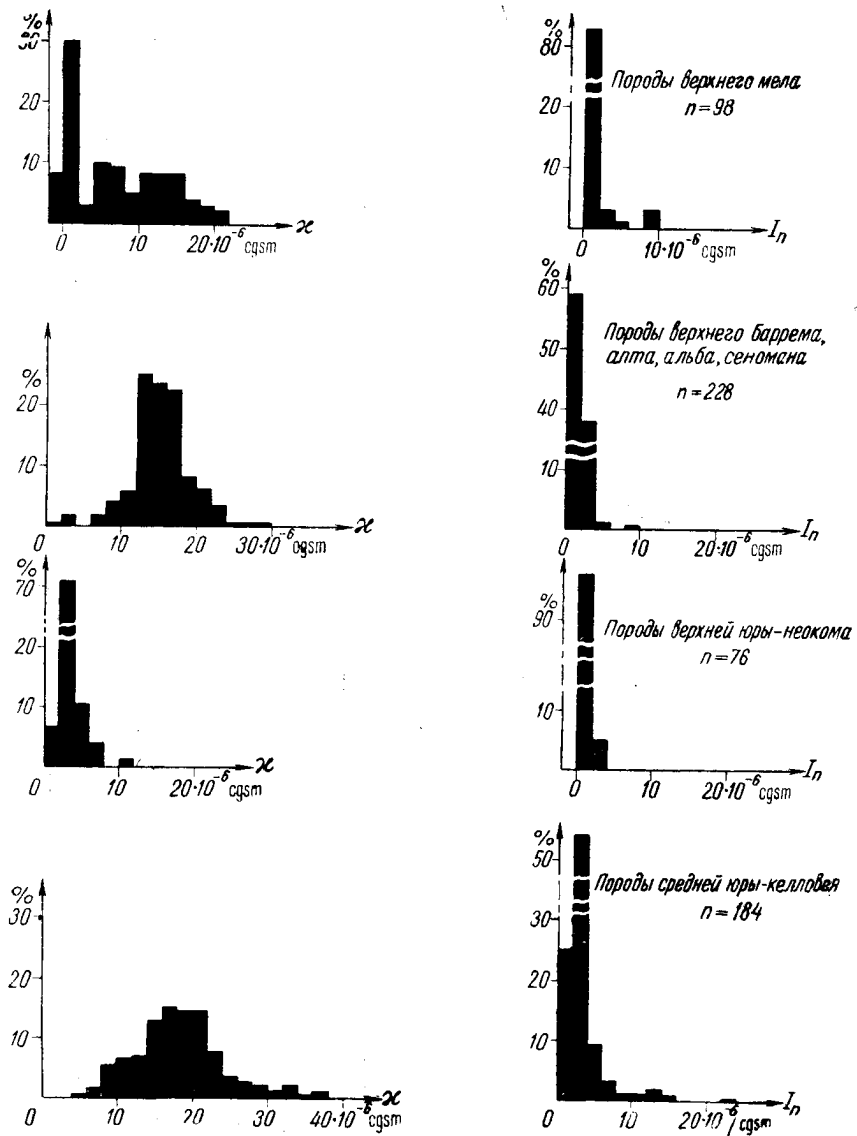 %
30
20
10
0 10 20·10⁻⁶ cgsm ϰ
%
80
20
10
0 10·10⁻⁶ cgsm Iₙ
Породы верхнего мела
n=98
%
20
10
0 10 20 30·10⁻⁶ cgsm ϰ
%
60
50
40
10
0 10 20·10⁻⁶ cgsm Iₙ
Породы верхнего баррема,
апта, альба, сеномана
n=228
%
70
20
10
0 10 20·10⁻⁶ cgsm ϰ
%
90
10
0 10 20·10⁻⁶ cgsm Iₙ
Породы верхней юры-неокома
n=76
%
30
20
10
0 10 20 30 40·10⁻⁶ cgsm ϰ
%
50
30
20
10
0 10 20·10⁻⁶ cgsm Iₙ
Породы средней юры-келловея
n=184